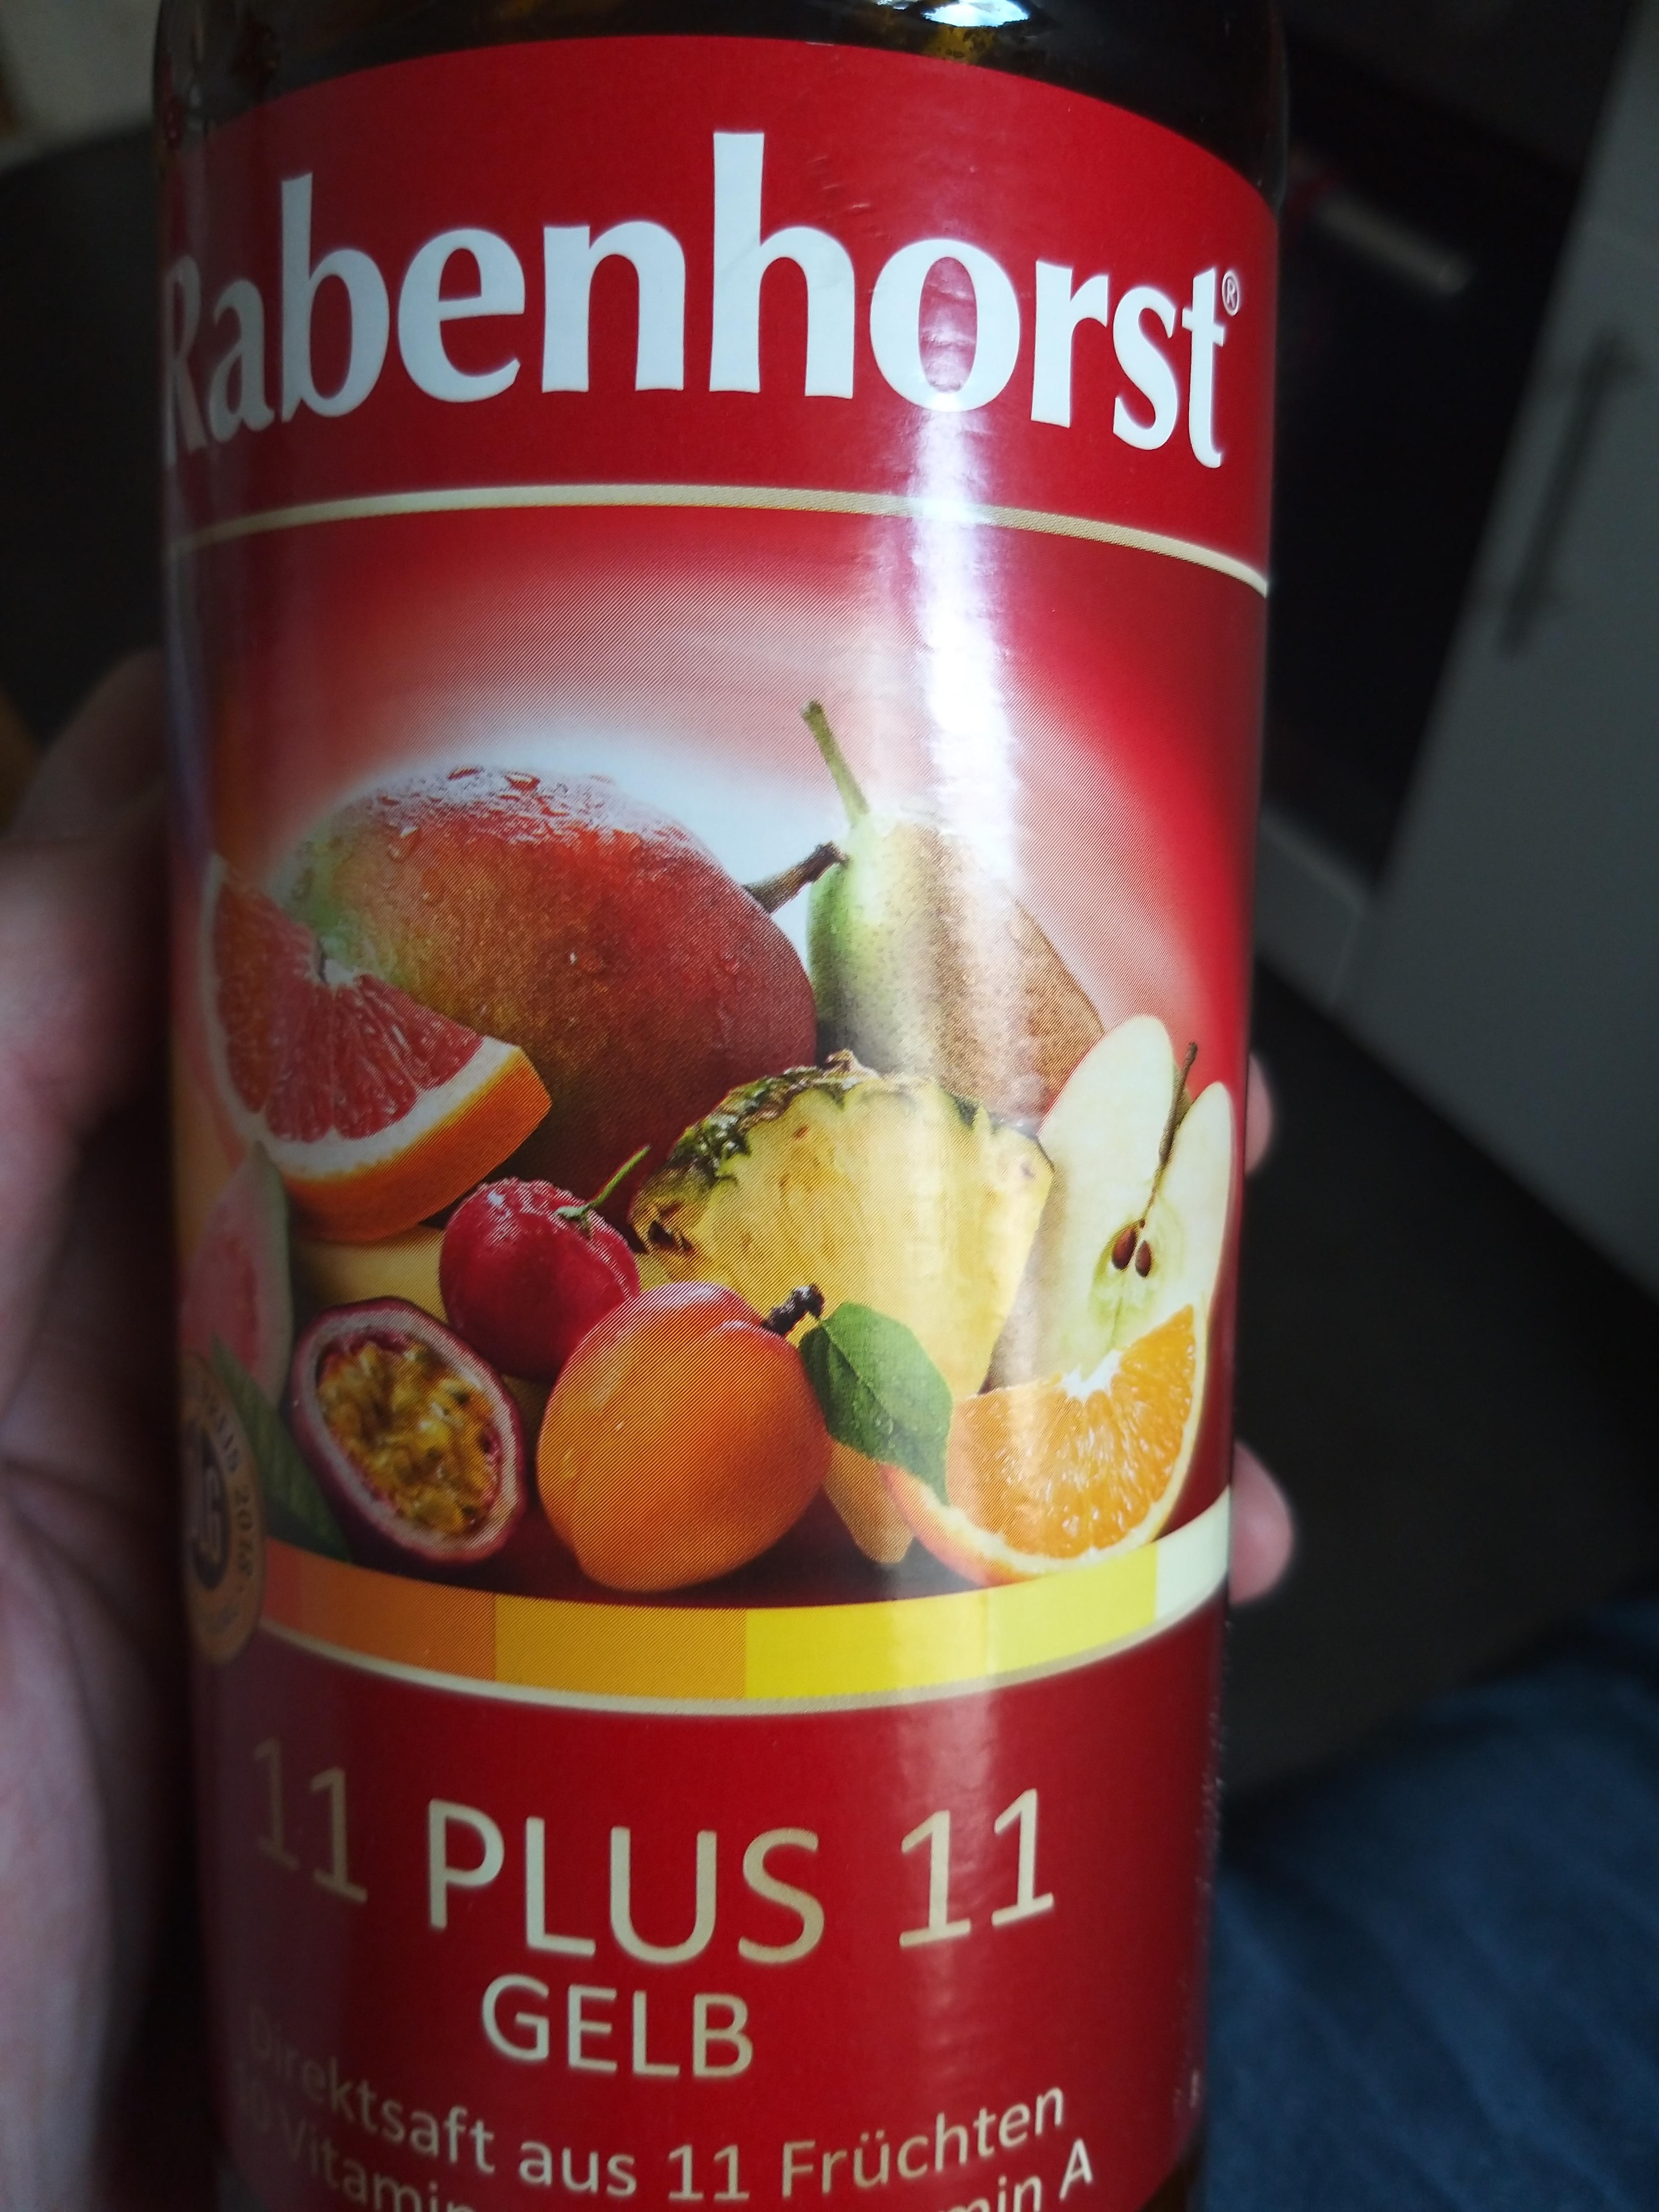 Rabenhorst®
11 PLUS 11
GELB
Direktsaft aus 11 Früchten